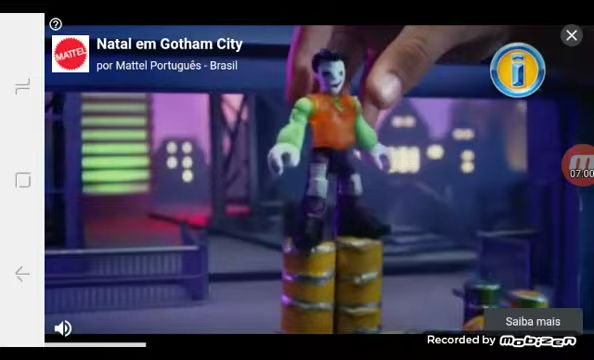 Natal em Gotham City
MATTEL
por Mattel Português - Brasil
i
M
07:00
Saiba mais
Recorded by Mobizen